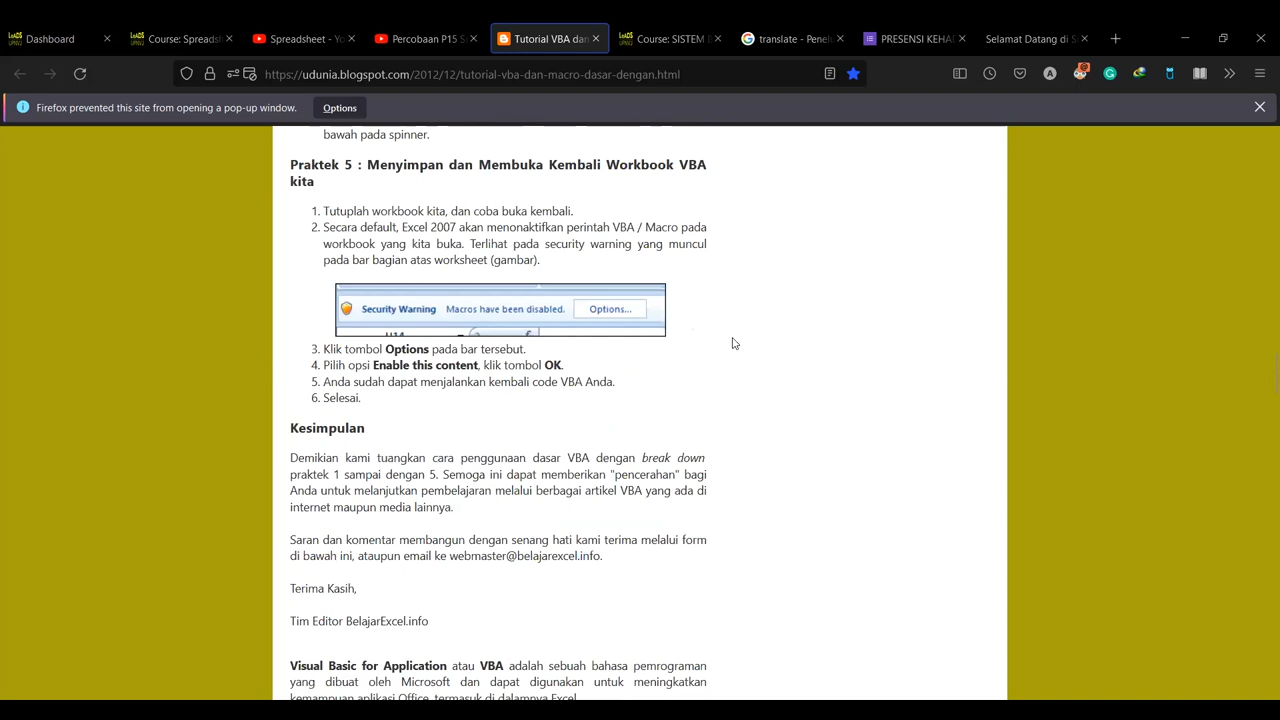 Dashboard
Course: Spreadsh
Spreadsheet - Yo
Percobaan P15 S
Tutorial VBA dan
Course: SISTEM B
translate - Penelu
PRESENSI KEHAD
Selamat Datang di S
https://udunia.blogspot.com/2012/12/tutorial-vba-dan-macro-dasar-dengan.html
Firefox prevented this site from opening a pop-up window. Options
bawah pada spinner.
Praktek 5 : Menyimpan dan Membuka Kembali Workbook VBA
kita
1. Tutuplah workbook kita, dan coba buka kembali.
2. Secara default, Excel 2007 akan menonaktifkan perintah VBA / Macro pada
workbook yang kita buka. Terlihat pada security warning yang muncul
pada bar bagian atas worksheet (gambar).
Security Warning Macros have been disabled. Options...
3. Klik tombol Options pada bar tersebut.
4. Pilih opsi Enable this content, klik tombol OK.
5. Anda sudah dapat menjalankan kembali code VBA Anda.
6. Selesai.
Kesimpulan
Demikian kami tuangkan cara penggunaan dasar VBA dengan break down
praktek 1 sampai dengan 5. Semoga ini dapat memberikan "pencerahan" bagi
Anda untuk melanjutkan pembelajaran melalui berbagai artikel VBA yang ada di
internet maupun media lainnya.
Saran dan komentar membangun dengan senang hati kami terima melalui form
di bawah ini, ataupun email ke webmaster@belajarexcel.info.
Terima Kasih,
Tim Editor BelajarExcel.info
Visual Basic for Application atau VBA adalah sebuah bahasa pemrograman
yang dibuat oleh Microsoft dan dapat digunakan untuk meningkatkan
kemampuan aplikasi Office, termasuk di dalamnya Excel